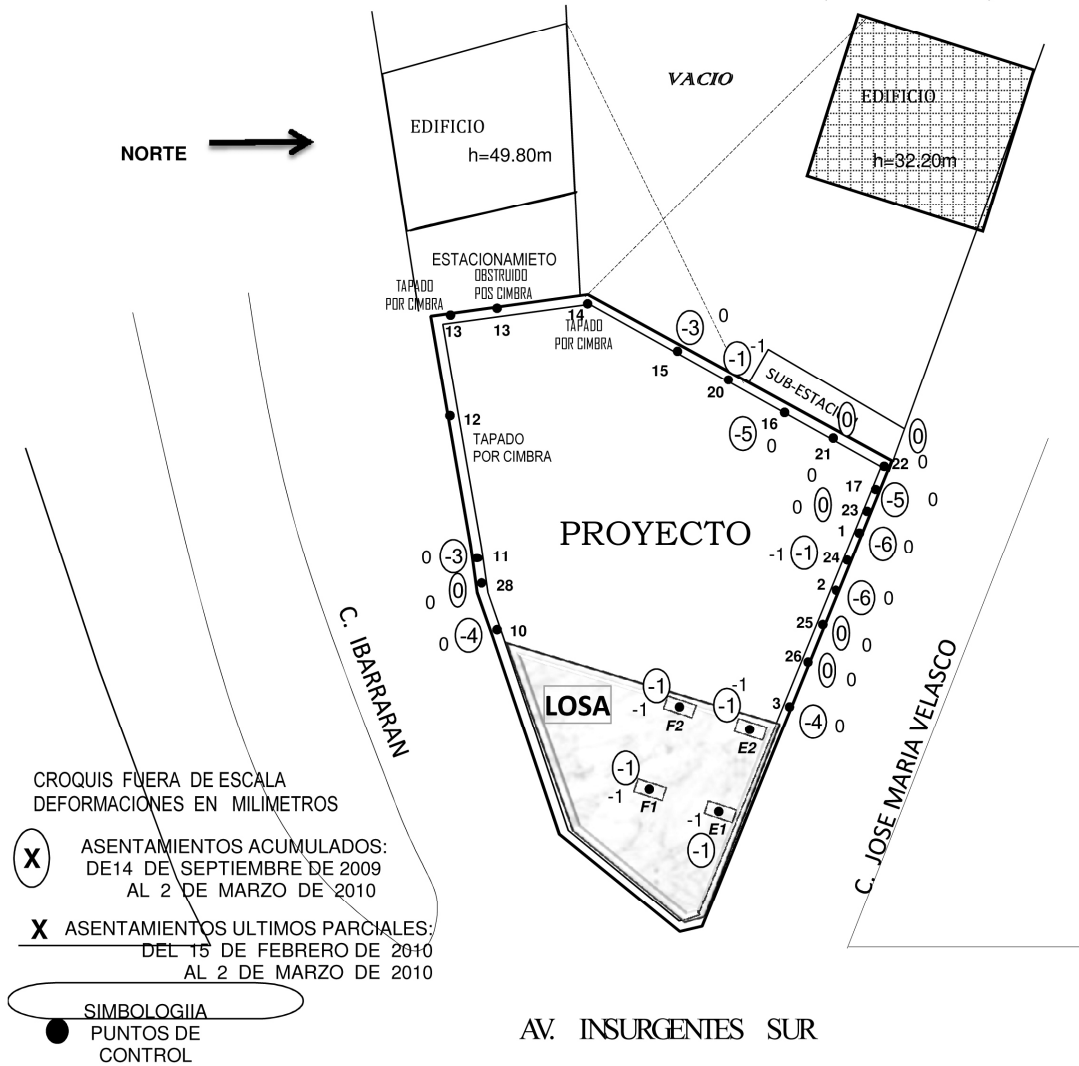 VACIO
EDIFICIO
h=32.20m
EDIFICIO
h=49.80m
NORTE
ESTACIONAMIETO
OBSTRUIDO
POS CIMBRA
TAPADO
POR CIMBRA
13
13
14
TAPADO
POR CIMBRA
-3
0
15
-1
-1
20
SUB-ESTACI
16
-5
0
0
21
0
0
22
0
17
-5
0
0
0
23
1
-6
0
-1
-1
24
2
-6
0
25
0
0
26
0
0
3
-4
0
12
TAPADO
POR CIMBRA
PROYECTO
0
-3
11
0
0
28
0
-4
10
LOSA
-1
-1
F2
-1
-1
E2
-1
-1
F1
-1
E1
-1
C. IBARRARAN
C. JOSE MARIA VELASCO
CROQUIS FUERA DE ESCALA
DEFORMACIONES EN MILIMETROS
X
ASENTAMIENTOS ACUMULADOS:
DE14 DE SEPTIEMBRE DE 2009
AL 2 DE MARZO DE 2010
X ASENTAMIENTOS ULTIMOS PARCIALES:
DEL 15 DE FEBRERO DE 2010
AL 2 DE MARZO DE 2010
SIMBOLOGIIA
PUNTOS DE
CONTROL
AV. INSURGENTES SUR